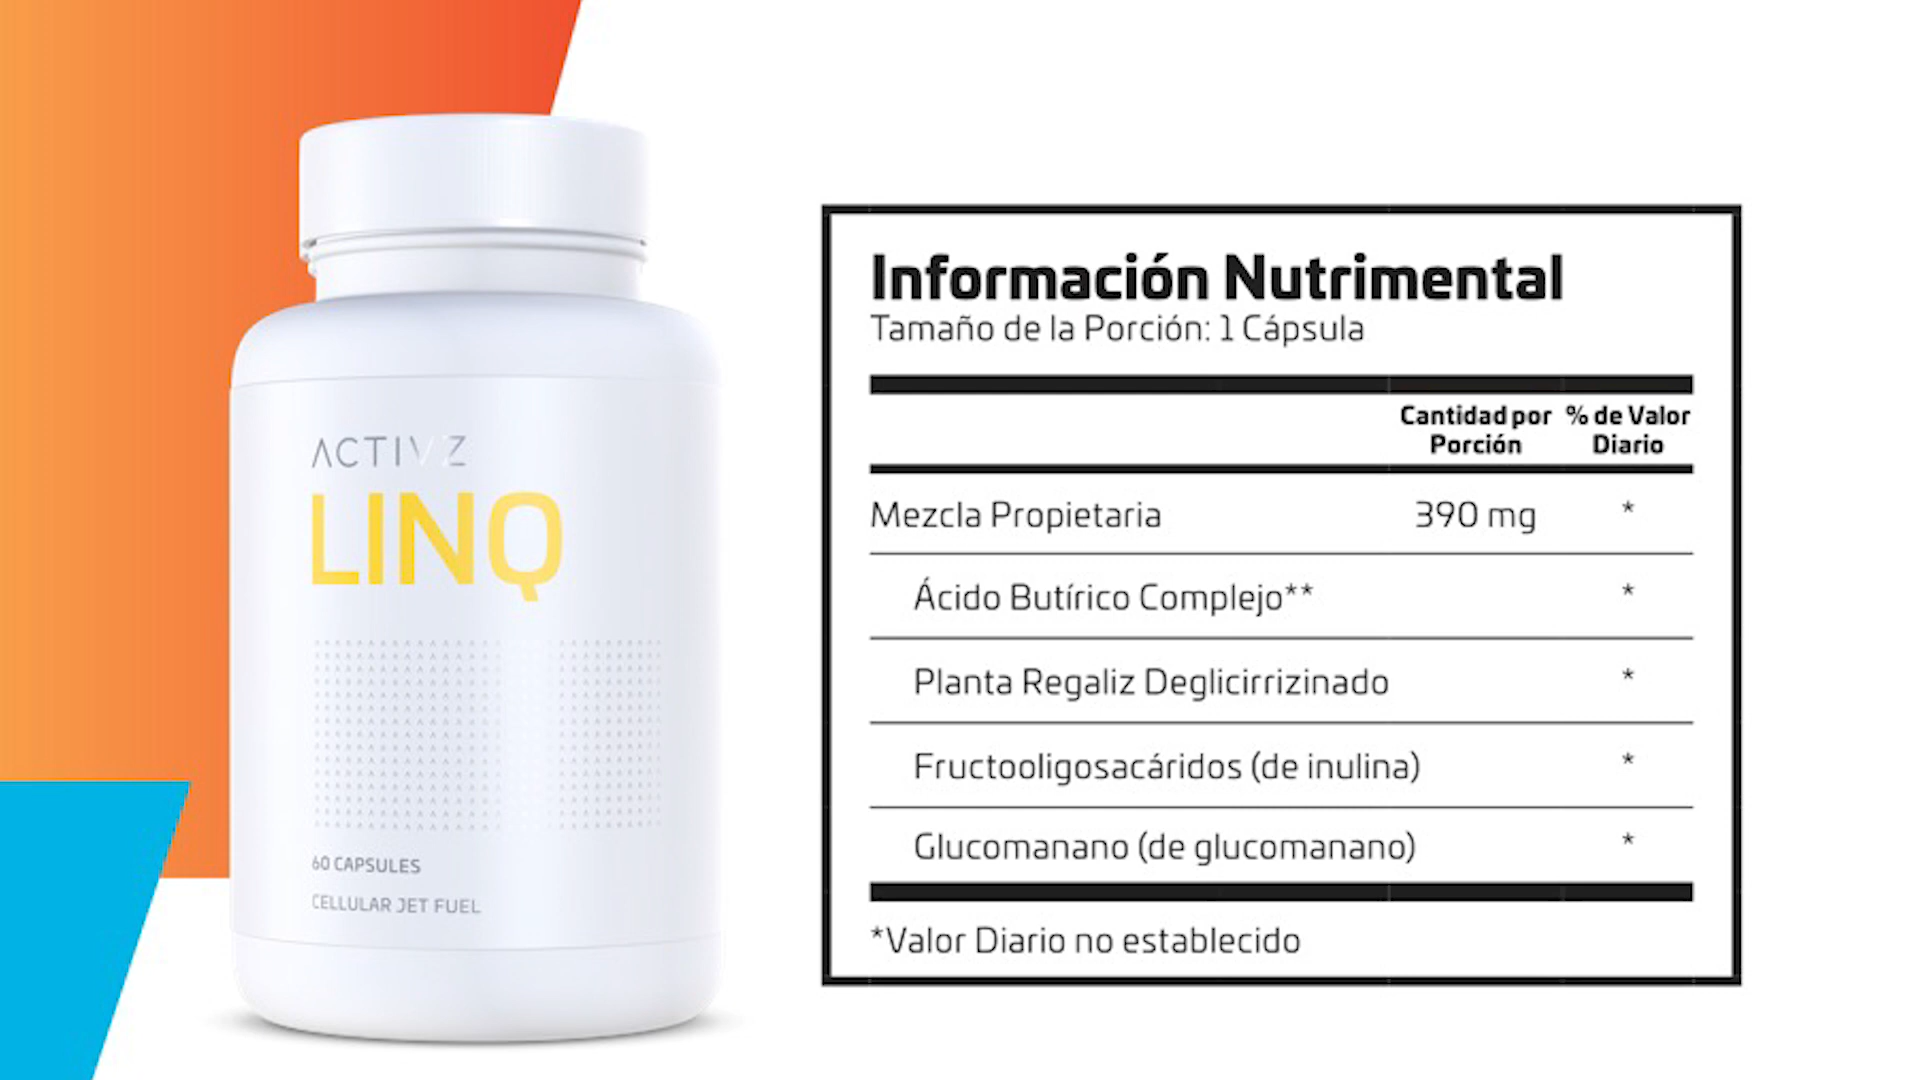 ACTIVZ
LINQ
60 CAPSULES
CELLULAR JET FUEL
Información Nutrimental
Tamaño de la Porción: 1 Cápsula
Cantidad por Porción
% de Valor Diario
Mezcla Propietaria 390 mg *
Ácido Butírico Complejo** *
Planta Regaliz Deglicirrizinado *
Fructooligosacáridos (de inulina) *
Glucomanano (de glucomanano) *
*Valor Diario no establecido